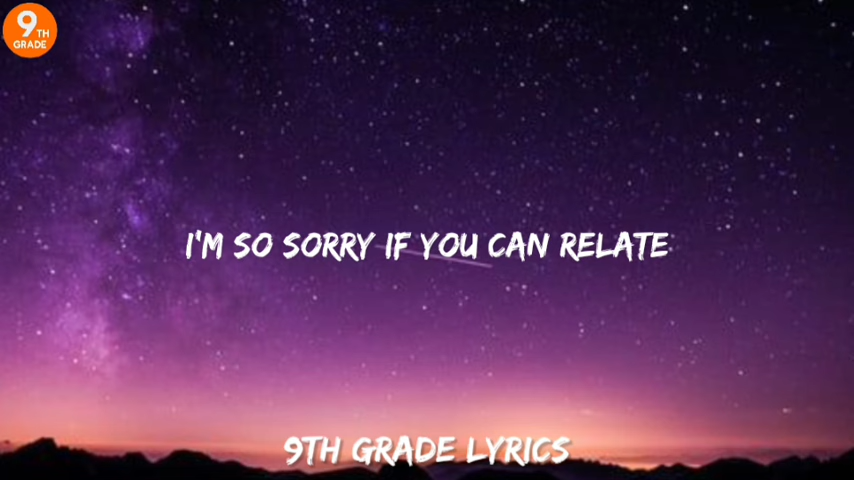 9TH
GRADE
I'M SO SORRY IF YOU CAN RELATE
9TH GRADE LYRICS